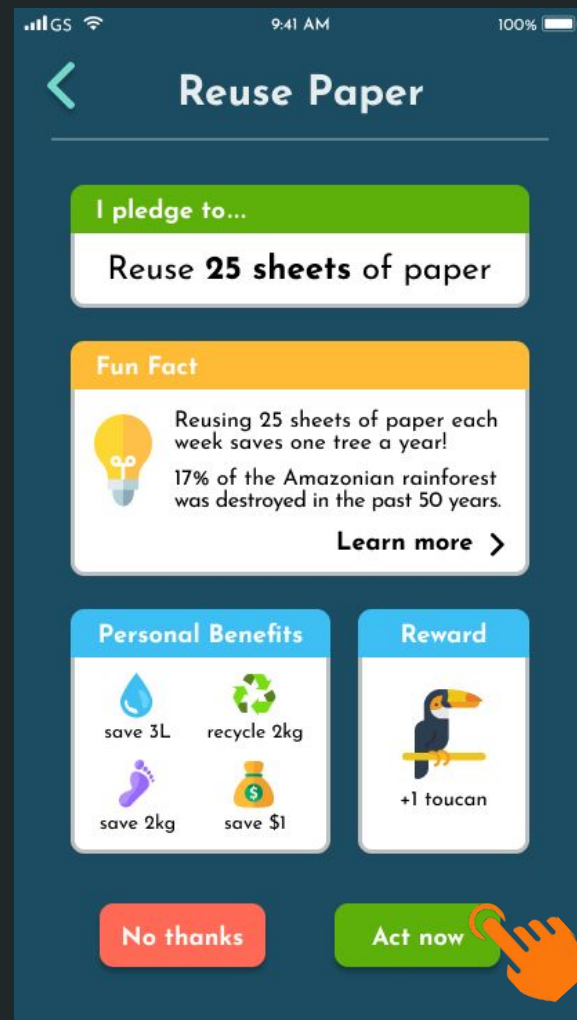 GS 9:41 AM 100%
Reuse Paper
I pledge to...
Reuse 25 sheets of paper
Fun Fact
Reusing 25 sheets of paper each
week saves one tree a year!
17% of the Amazonian rainforest
was destroyed in the past 50 years.
Learn more
Personal Benefits
save 3L recycle 2kg
$
save 2kg save $1
Reward
+1 toucan
No thanks Act now